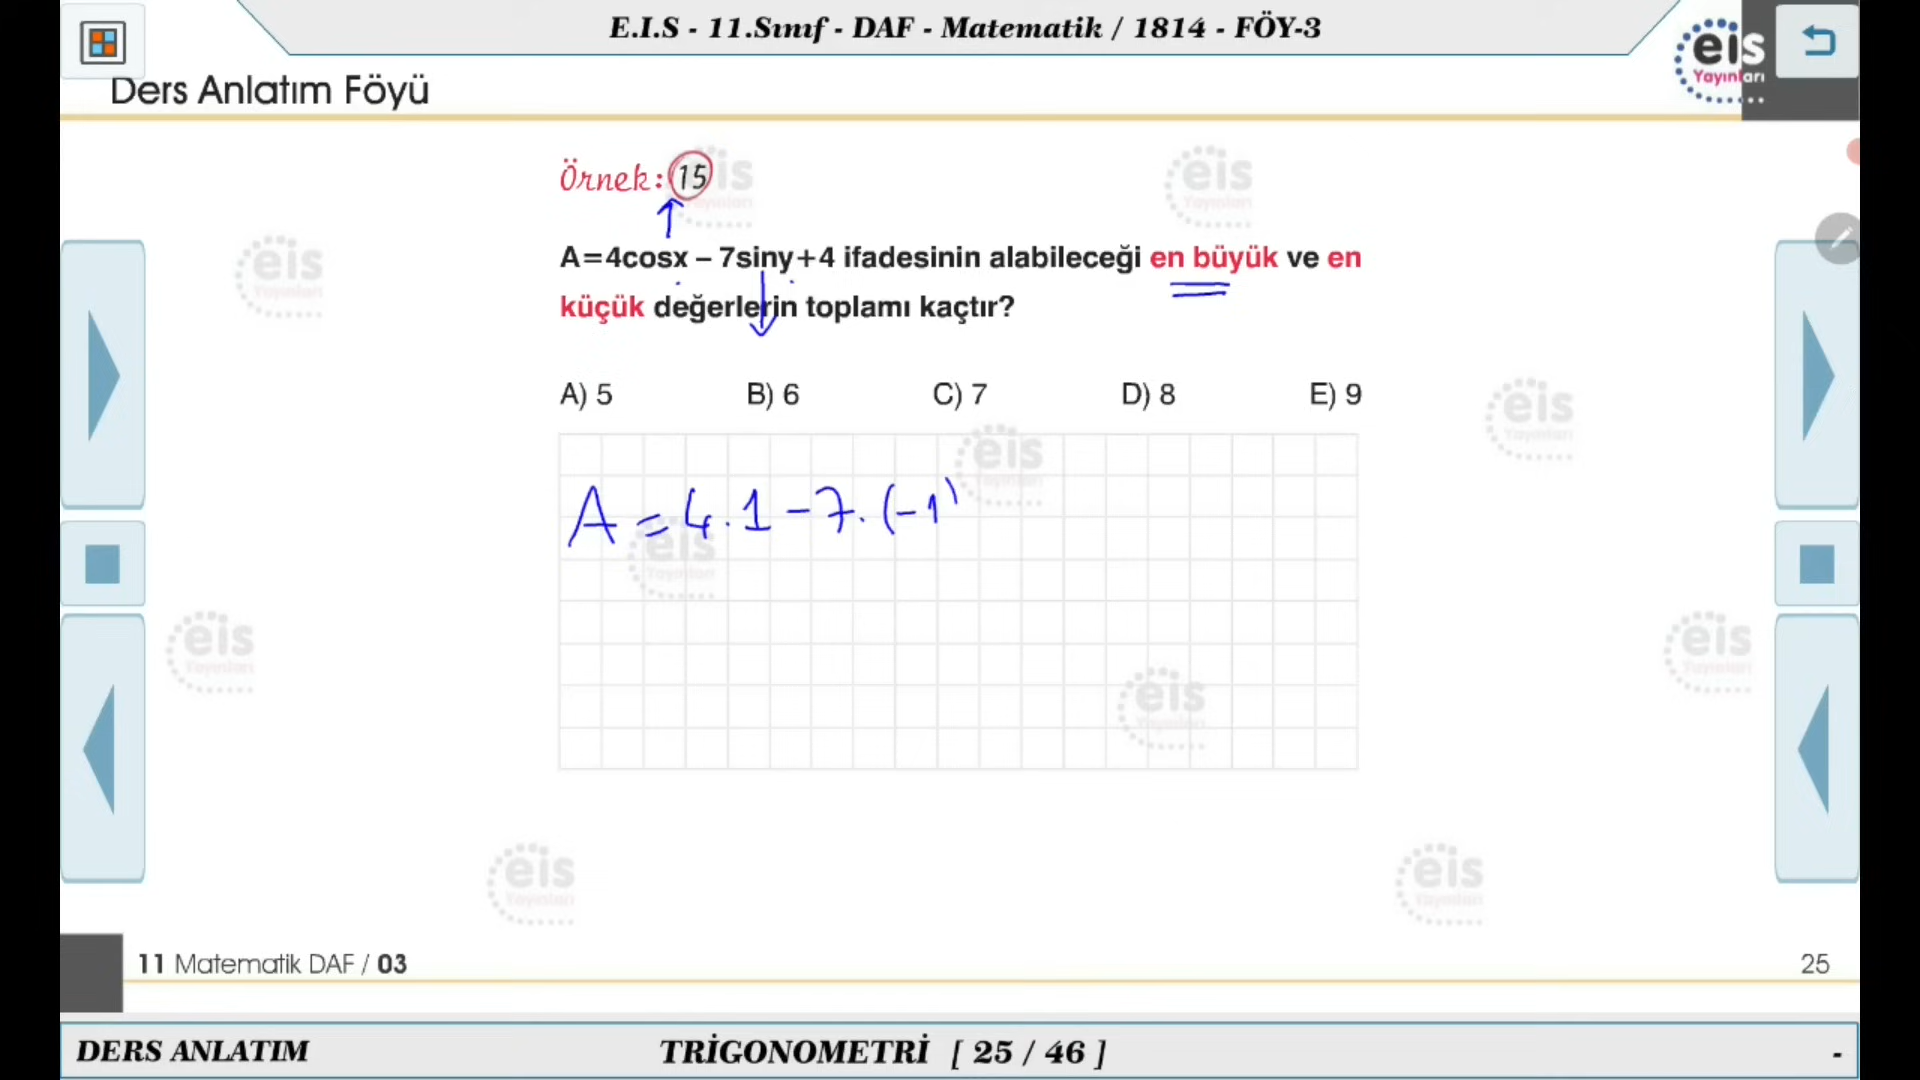 E.I.S - 11.Sınıf - DAF - Matematik / 1814 - FÖY-3
eis
Yayınları
Ders Anlatım Föyü
Örnek: 15
A=4cosx – 7siny+4 ifadesinin alabileceği en büyük ve en
küçük değerlerin toplamı kaçtır?
A) 5 B) 6 C) 7 D) 8 E) 9
A = 4.1 - 7.(-1)
11 Matematik DAF / 03
25
DERS ANLATIM
TRİGONOMETRİ [ 25 / 46 ]
-